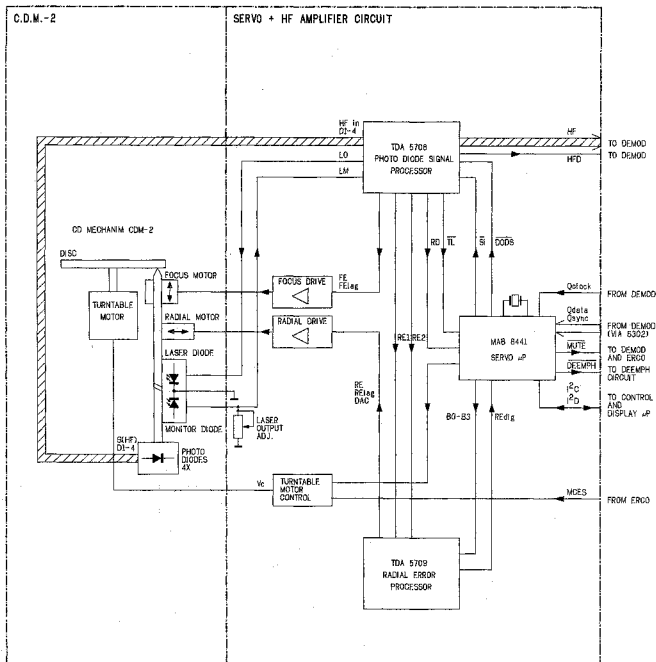 C.D.M.-2
SERVO + HF AMPLIFIER CIRCUIT
HF in
D1-4
TDA 5708
PHOTO DIODE SIGNAL
PROCESSOR
HF
TO DEMOD
HFD
TO DEMOD
LO
LM
RD
TL
SI
DODS
CD MECHANIM CDM-2
DISC
FOCUS MOTOR
TURNTABLE
MOTOR
FOCUS DRIVE
FE
FElag
RADIAL MOTOR
RADIAL DRIVE
RE1
RE2
Qclock
FROM DEMOD
Qdata
Qsync
FROM DEMOD
(VIA 6302)
MAB 8441
SERVO µP
MUTE
TO DEMOD
AND ERCO
DEEMPH
TO DEEMPH
CIRCUIT
I²C
I²D
TO CONTROL
AND
DISPLAY µP
LASER DIODE
MONITOR DIODE
LASER
OUTPUT
ADJ.
RE
RElag
DAC
B0-B3
REdig
S(HF)
D1-4
PHOTO
DIODES
4X
Vc
TURNTABLE
MOTOR
CONTROL
MCES
FROM ERCO
TDA 5709
RADIAL ERROR
PROCESSOR